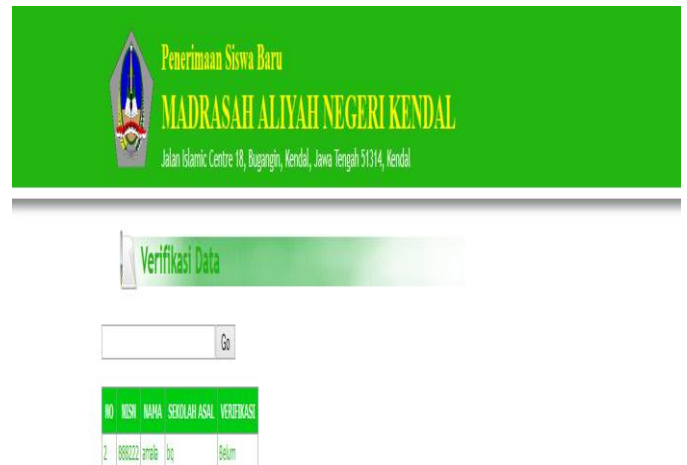 Penerimaan Siswa Baru
MADRASAH ALIYAH NEGERI KENDAL
Jalan Islamic Centre 18, Bugangin, Kendal, Jawa Tengah 51314, Kendal
Verifikasi Data
Go
NO NISN NAMA SEKOLAH ASAL VERIFIKASI
2 888222 amala bq Belum